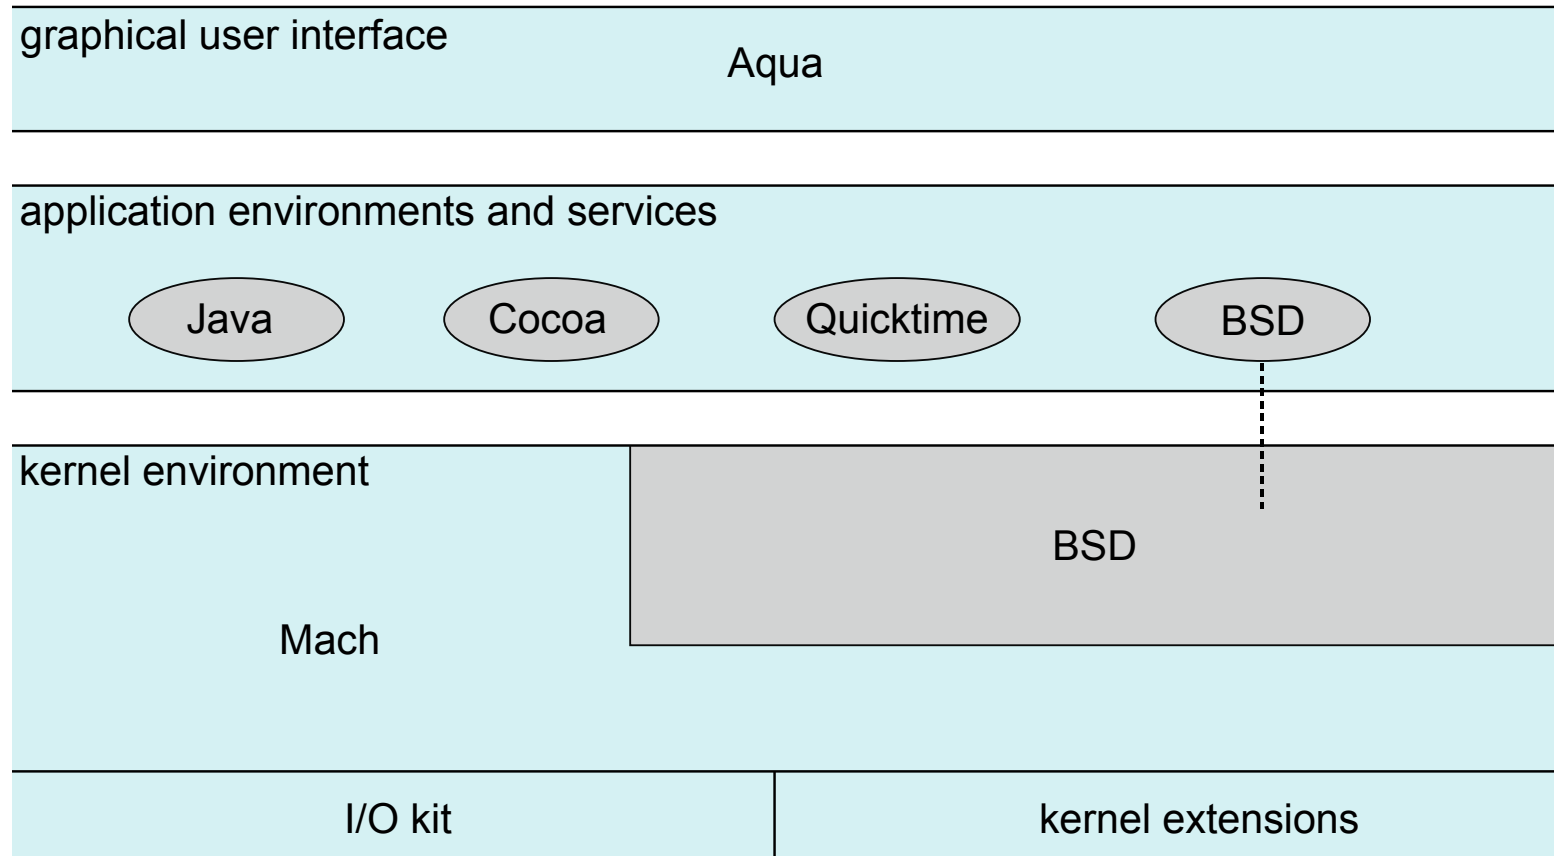 graphical user interface
Aqua
application environments and services
Java
Cocoa
Quicktime
BSD
kernel environment
BSD
Mach
I/O kit
kernel extensions